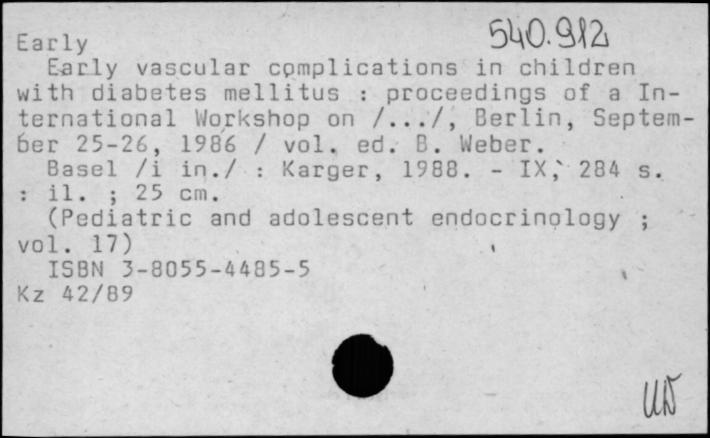 540.912
Early
Early vascular complications in children
with diabetes mellitus : proceedings of a In-
ternational Workshop on /.../, Berlin, Septem-
ber 25-26, 1986 / vol. ed. B. Weber.
Basel /i in./ : Karger, 1988. - IX, 284 s.
: il. ; 25 cm.
(Pediatric and adolescent endocrinology ;
vol. 17)
ISBN 3-8055-4485-5
Kz 42/89